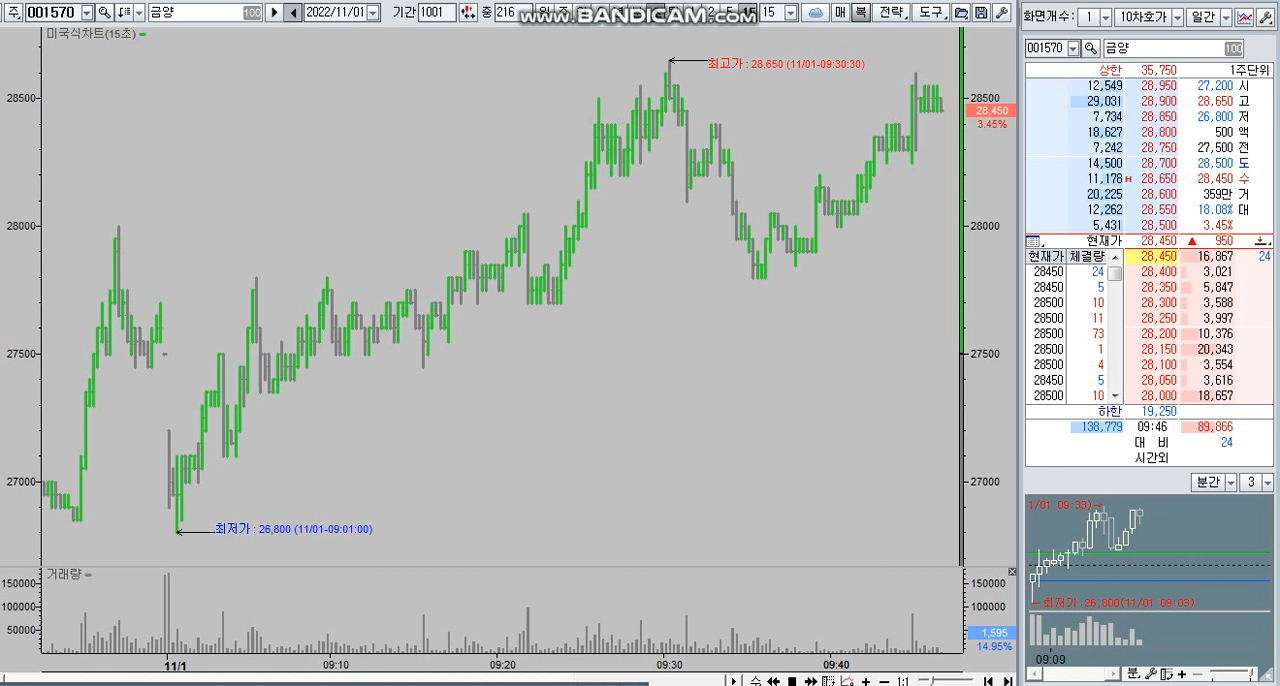 주 001570 금양 100 2022/11/01 기간 1001 중 216 15 매 복 전략 도구
www.BANDICAM.com
화면개수: 1 10차호가 일간
미국식차트(15초)
001570 금양 100
최고가 : 28,650 (11/01-09:30:30)
최저가 : 26,800 (11/01-09:01:00)
28500
28000
27500
27000
28500
28,450
3.45%
28000
27500
27000
거래량
150000
100000
50000
150000
100000
1,595
14.95%
11/1 09:10 09:20 09:30 09:40
수 1:1
상한 35,750 1주단위
12,549 28,950 27,200 시
29,031 28,900 28,650 고
7,734 28,850 26,800 저
18,627 28,800 500 액
7,242 28,750 27,500 전
14,500 28,700 28,500 도
11,178 H 28,650 28,450 수
20,225 28,600 359만 거
12,262 28,550 18.08% 대
5,431 28,500 3.45%
현재가 28,450 ▲ 950
현재가 체결량 28,450 16,867 24
28450 24 28,400 3,021
28450 5 28,350 5,847
28500 10 28,300 3,588
28500 11 28,250 3,997
28500 73 28,200 10,376
28500 1 28,150 20,343
28500 4 28,100 3,554
28450 5 28,050 3,616
28500 10 28,000 18,657
하한 19,250
138,779 09:46 89,866
대 비 24
시간외
분간 3
1/01 09:33)→
←최저가:26,800(11/01 09:03)
09:09
분